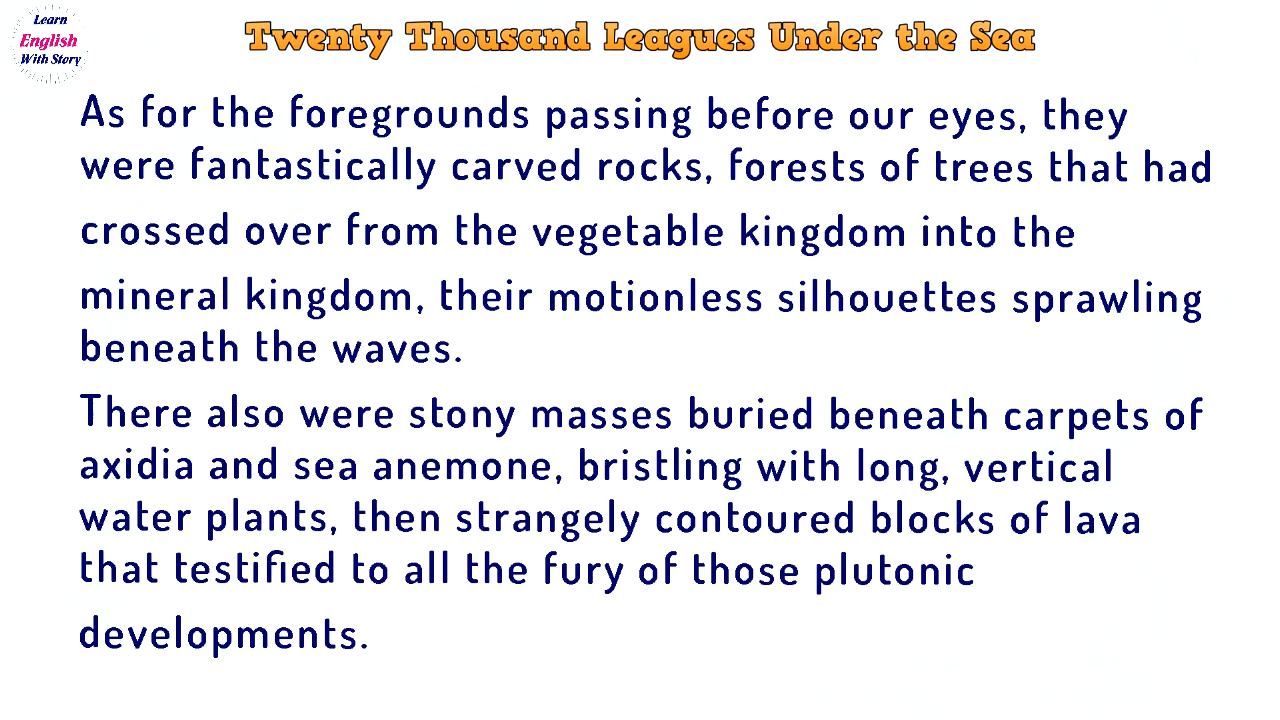 Learn
English
With Story
Twenty Thousand Leagues Under the Sea
As for the foregrounds passing before our eyes, they
were fantastically carved rocks, forests of trees that had
crossed over from the vegetable kingdom into the
mineral kingdom, their motionless silhouettes sprawling
beneath the waves.
There also were stony masses buried beneath carpets of
axidia and sea anemone, bristling with long, vertical
water plants, then strangely contoured blocks of lava
that testified to all the fury of those plutonic
developments.